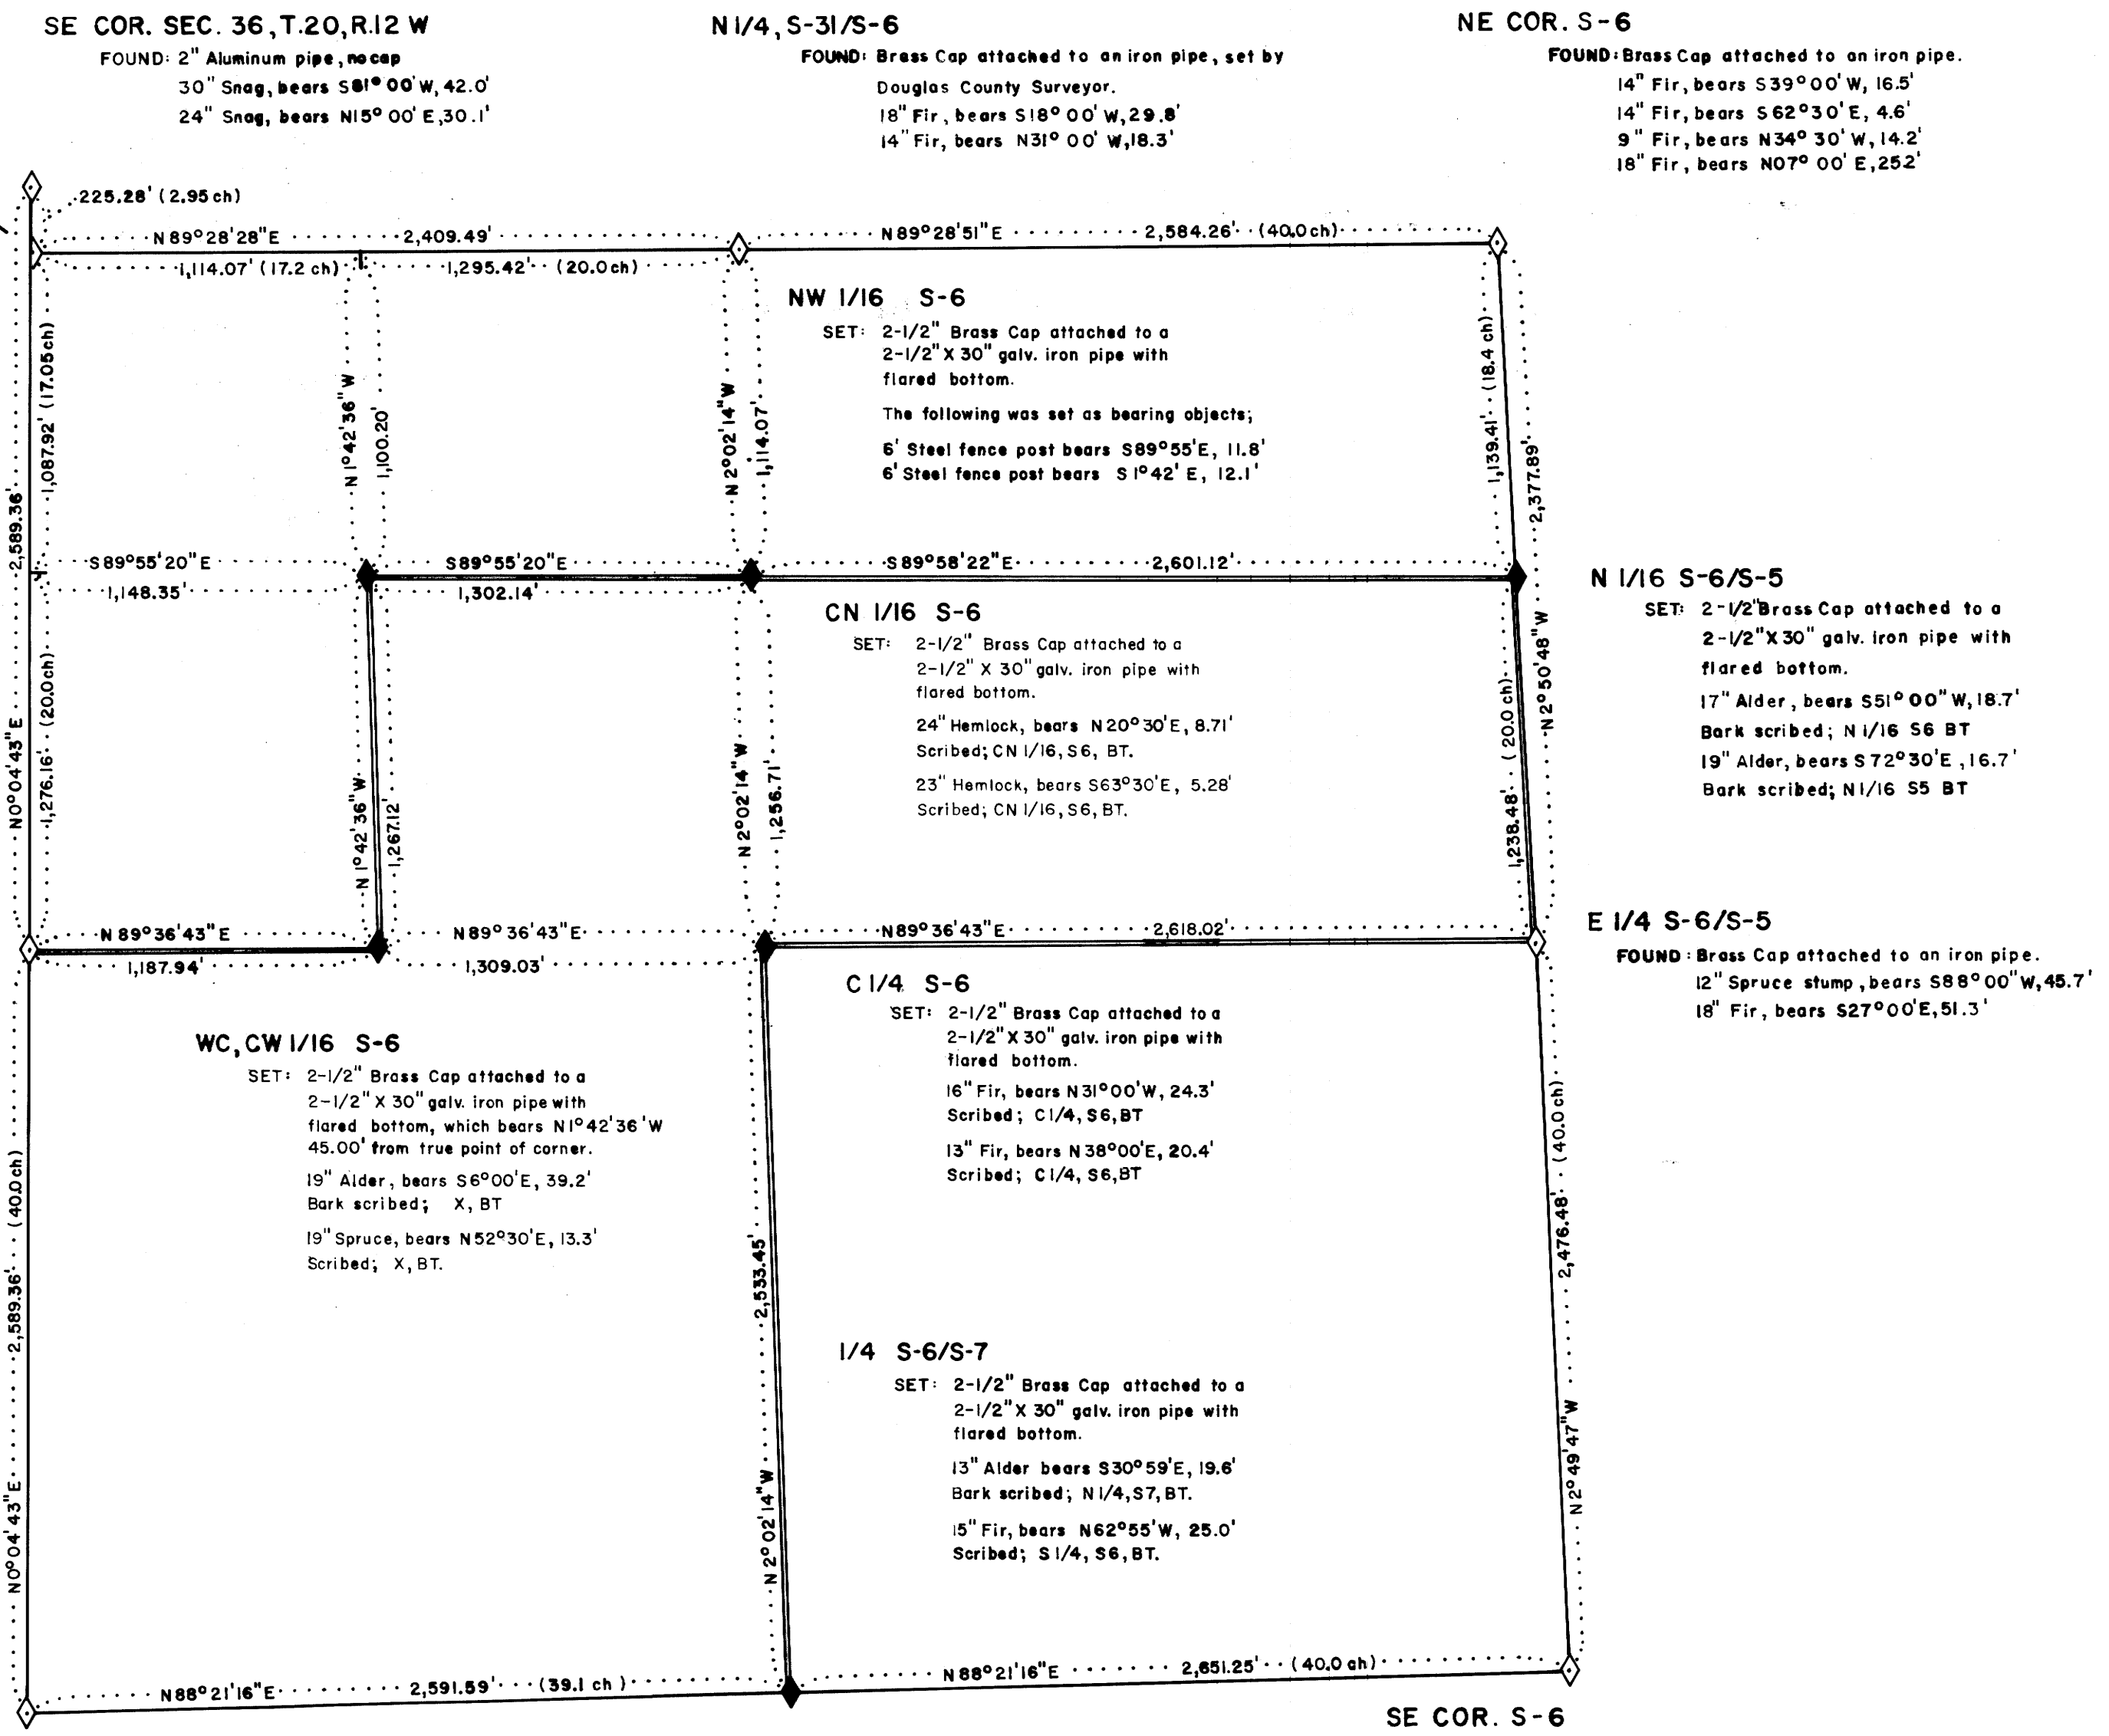 SE COR. SEC. 36, T.20, R.12 W
FOUND: 2" Aluminum pipe, no cap
30" Snag, bears S81°00'W, 42.0'
24" Snag, bears N15°00'E, 30.1'
N 1/4, S-31/S-6
FOUND: Brass Cap attached to an iron pipe, set by
Douglas County Surveyor.
18" Fir, bears S18°00'W, 29.8'
14" Fir, bears N31°00'W, 18.3'
NE COR. S-6
FOUND: Brass Cap attached to an iron pipe.
14" Fir, bears S39°00'W, 16.5'
14" Fir, bears S62°30'E, 4.6'
9" Fir, bears N34°30'W, 14.2'
18" Fir, bears N07°00'E, 25.2'
225.28' (2.95 ch)
N 89°28'28" E 2,409.49'
N 89°28'51" E 2,584.26' (40.0 ch)
1,114.07' (17.2 ch) 1,295.42' (20.0 ch)
2,589.36'
N0°04'43"E
1,087.92' (17.05 ch)
1,276.16' (20.0 ch)
N 1°42'36" W
1,100.20'
N 2°02'14" W
1,114.07'
1,139.41' (18.4 ch)
2,377.89'
N 2°50'48" W
1,238.48' (20.0 ch)
NW 1/16 S-6
SET: 2-1/2" Brass Cap attached to a
2-1/2" X 30" galv. iron pipe with
flared bottom.
The following was set as bearing objects;
6' Steel fence post bears S89°55'E, 11.8'
6' Steel fence post bears S1°42'E, 12.1'
S89°55'20"E
1,148.35'
S89°55'20"E
1,302.14'
S89°58'22"E 2,601.12'
CN 1/16 S-6
SET: 2-1/2" Brass Cap attached to a
2-1/2" X 30" galv. iron pipe with
flared bottom.
24" Hemlock, bears N20°30'E, 8.71'
Scribed; CN 1/16, S6, BT.
23" Hemlock, bears S63°30'E, 5.28'
Scribed; CN 1/16, S6, BT.
N 1/16 S-6/S-5
SET: 2-1/2" Brass Cap attached to a
2-1/2" X 30" galv. iron pipe with
flared bottom.
17" Alder, bears S51°00"W, 18.7'
Bark scribed; N 1/16 S6 BT
19" Alder, bears S72°30'E, 16.7'
Bark scribed; N 1/16 S5 BT
N 1°42'36" W
1,267.12'
N 2°02'14" W
1,256.71'
N 89°36'43" E
1,187.94'
N 89°36'43" E
1,309.03'
N 89°36'43" E 2,618.02'
E 1/4 S-6/S-5
FOUND: Brass Cap attached to an iron pipe.
12" Spruce stump, bears S88°00"W, 45.7'
18" Fir, bears S27°00'E, 51.3'
WC, CW 1/16 S-6
SET: 2-1/2" Brass Cap attached to a
2-1/2" X 30" galv. iron pipe with
flared bottom, which bears N1°42'36'W
45.00' from true point of corner.
19" Alder, bears S6°00'E, 39.2'
Bark scribed; X, BT
19" Spruce, bears N52°30'E, 13.3'
Scribed; X, BT.
C 1/4 S-6
SET: 2-1/2" Brass Cap attached to a
2-1/2" X 30" galv. iron pipe with
flared bottom.
16" Fir, bears N31°00'W, 24.3'
Scribed; C 1/4, S6, BT
13" Fir, bears N38°00'E, 20.4'
Scribed; C 1/4, S6, BT
1/4 S-6/S-7
SET: 2-1/2" Brass Cap attached to a
2-1/2" X 30" galv. iron pipe with
flared bottom.
13" Alder bears S30°59'E, 19.6'
Bark scribed; N 1/4, S7, BT.
15" Fir, bears N62°55'W, 25.0'
Scribed; S 1/4, S6, BT.
N0°04'43"E 2,589.36' (40.0 ch)
N 2°02'14" W 2,533.45'
N 2°49'47" W 2,476.48' (40.0 ch)
N88°21'16"E 2,591.59' (39.1 ch)
N88°21'16"E 2,651.25' (40.0 ch)
SE COR. S-6